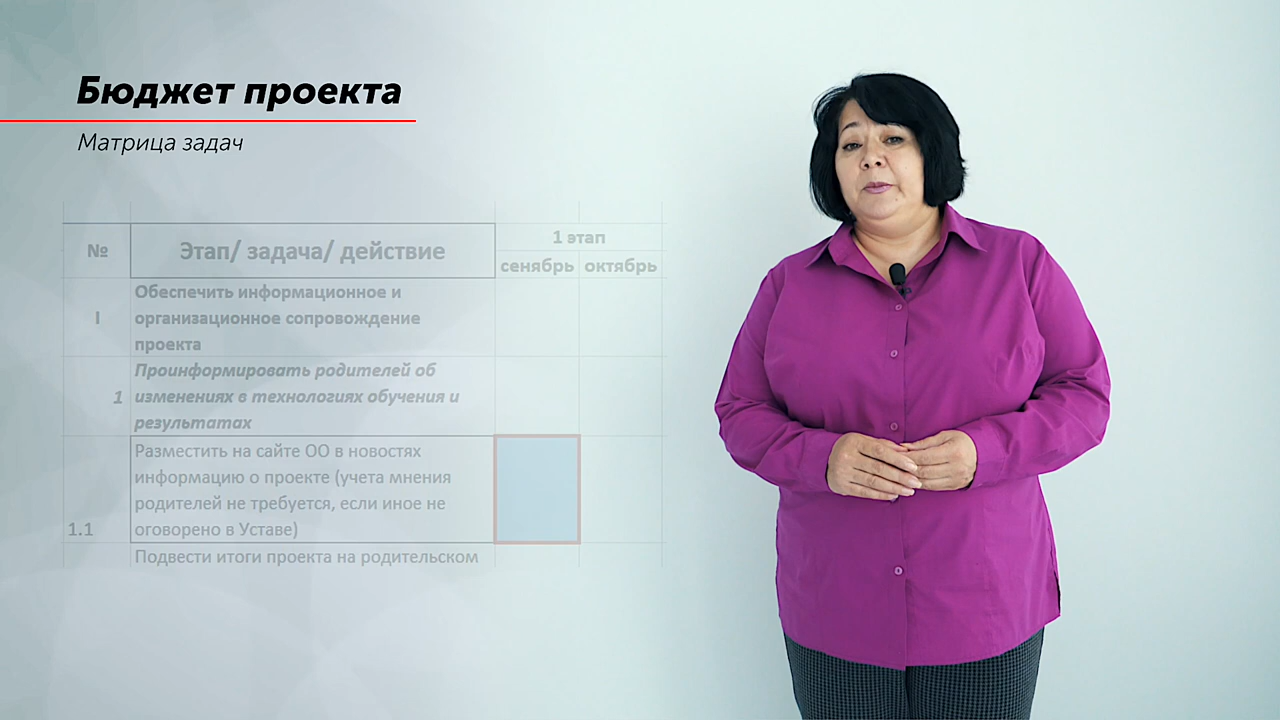 Бюджет проекта
Матрица задач
№
Этап/ задача/ действие
1 этап
сенябрь октябрь
I
Обеспечить информационное и
организационное сопровождение
проекта
1
Проинформировать родителей об
изменениях в технологиях обучения и
результатах
1.1
Разместить на сайте ОО в новостях
информацию о проекте (учета мнения
родителей не требуется, если иное не
оговорено в Уставе)
Подвести итоги проекта на родительском